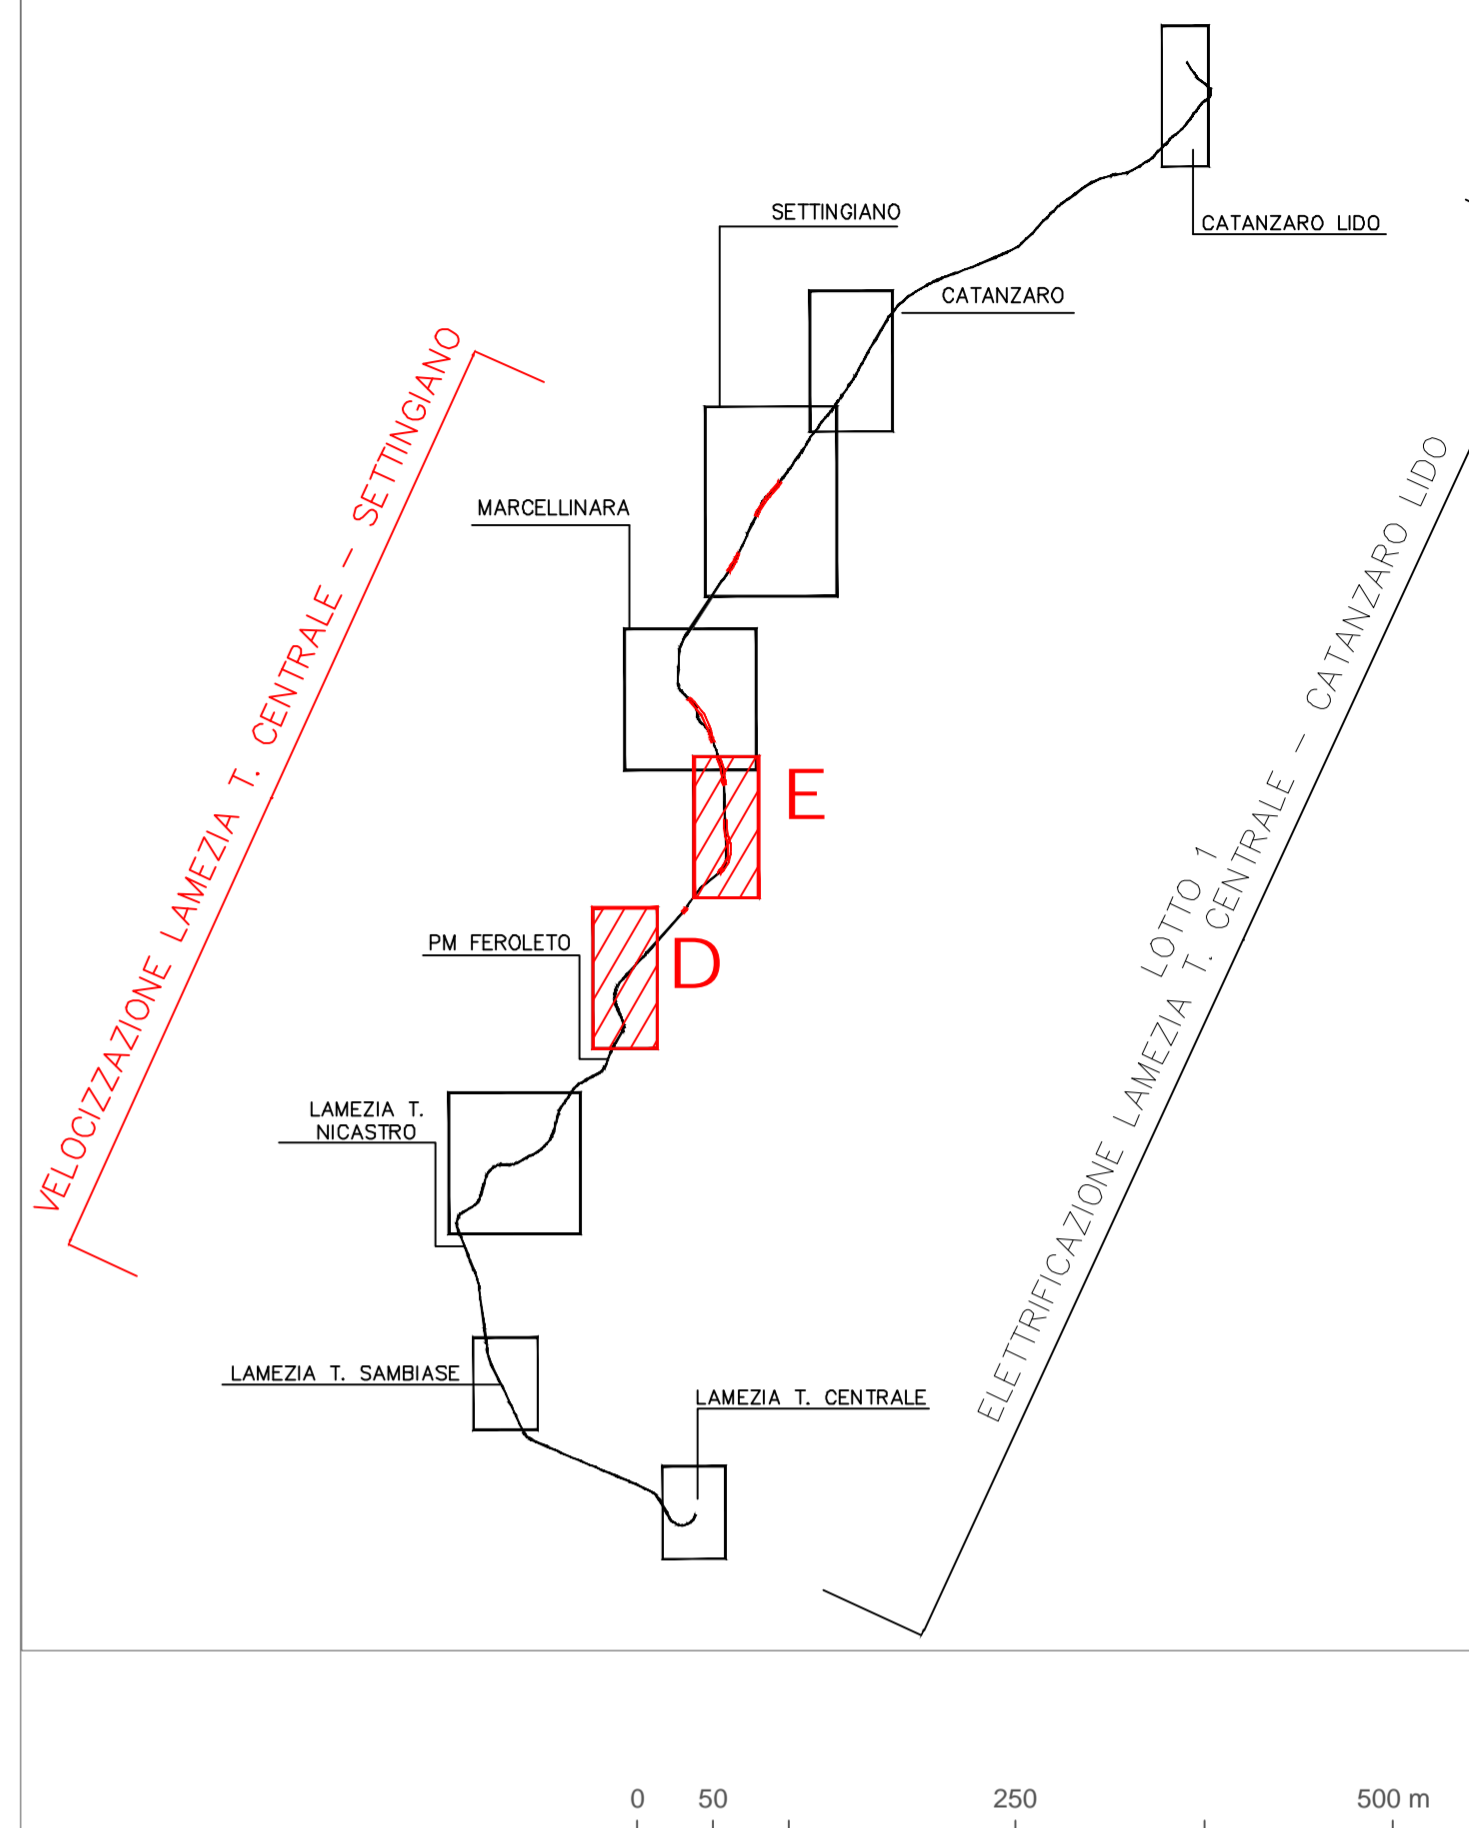 SETTINGIANO
CATANZARO LIDO
CATANZARO
VELOCIZZAZIONE LAMEZIA T. CENTRALE - SETTINGIANO
MARCELLINARA
E
PM FEROLETO
D
LOTTO 1
ELETTRIFICAZIONE LAMEZIA T. CENTRALE - CATANZARO LIDO
LAMEZIA T.
NICASTRO
LAMEZIA T. SAMBIASE
LAMEZIA T. CENTRALE
0 50 250 500 m